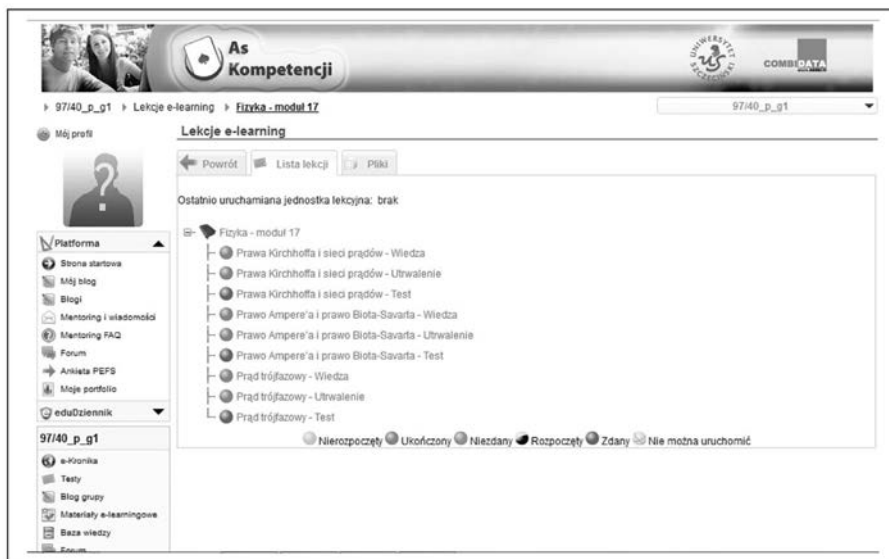 As
Kompetencji
UNIWERSYTET
SZCZECIŃSKI
COMBIDATA
97/40_p_g1 Lekcje e-learning Fizyka - moduł 17
97/40_p_g1
Mój profil
Lekcje e-learning
Powrót Lista lekcji Pliki
Ostatnio uruchamiana jednostka lekcyjna: brak
Fizyka - moduł 17
Prawa Kirchhoffa i sieci prądów - Wiedza
Prawa Kirchhoffa i sieci prądów - Utrwalenie
Prawa Kirchhoffa i sieci prądów - Test
Prawo Ampere'a i prawo Biota-Savarta - Wiedza
Prawo Ampere'a i prawo Biota-Savarta - Utrwalenie
Prawo Ampere'a i prawo Biota-Savarta - Test
Prąd trójfazowy - Wiedza
Prąd trójfazowy - Utrwalenie
Prąd trójfazowy - Test
Nierozpoczęty Ukończony Niezdany Rozpoczęty Zdany Nie można uruchomić
Platforma
Strona startowa
Mój blog
Blogi
Mentoring i wiadomości
Mentoring FAQ
Forum
Ankieta PEFS
Moje portfolio
eduDziennik
97/40_p_g1
e-Kronika
Testy
Blog grupy
Materiały e-learningowe
Baza wiedzy
Forum